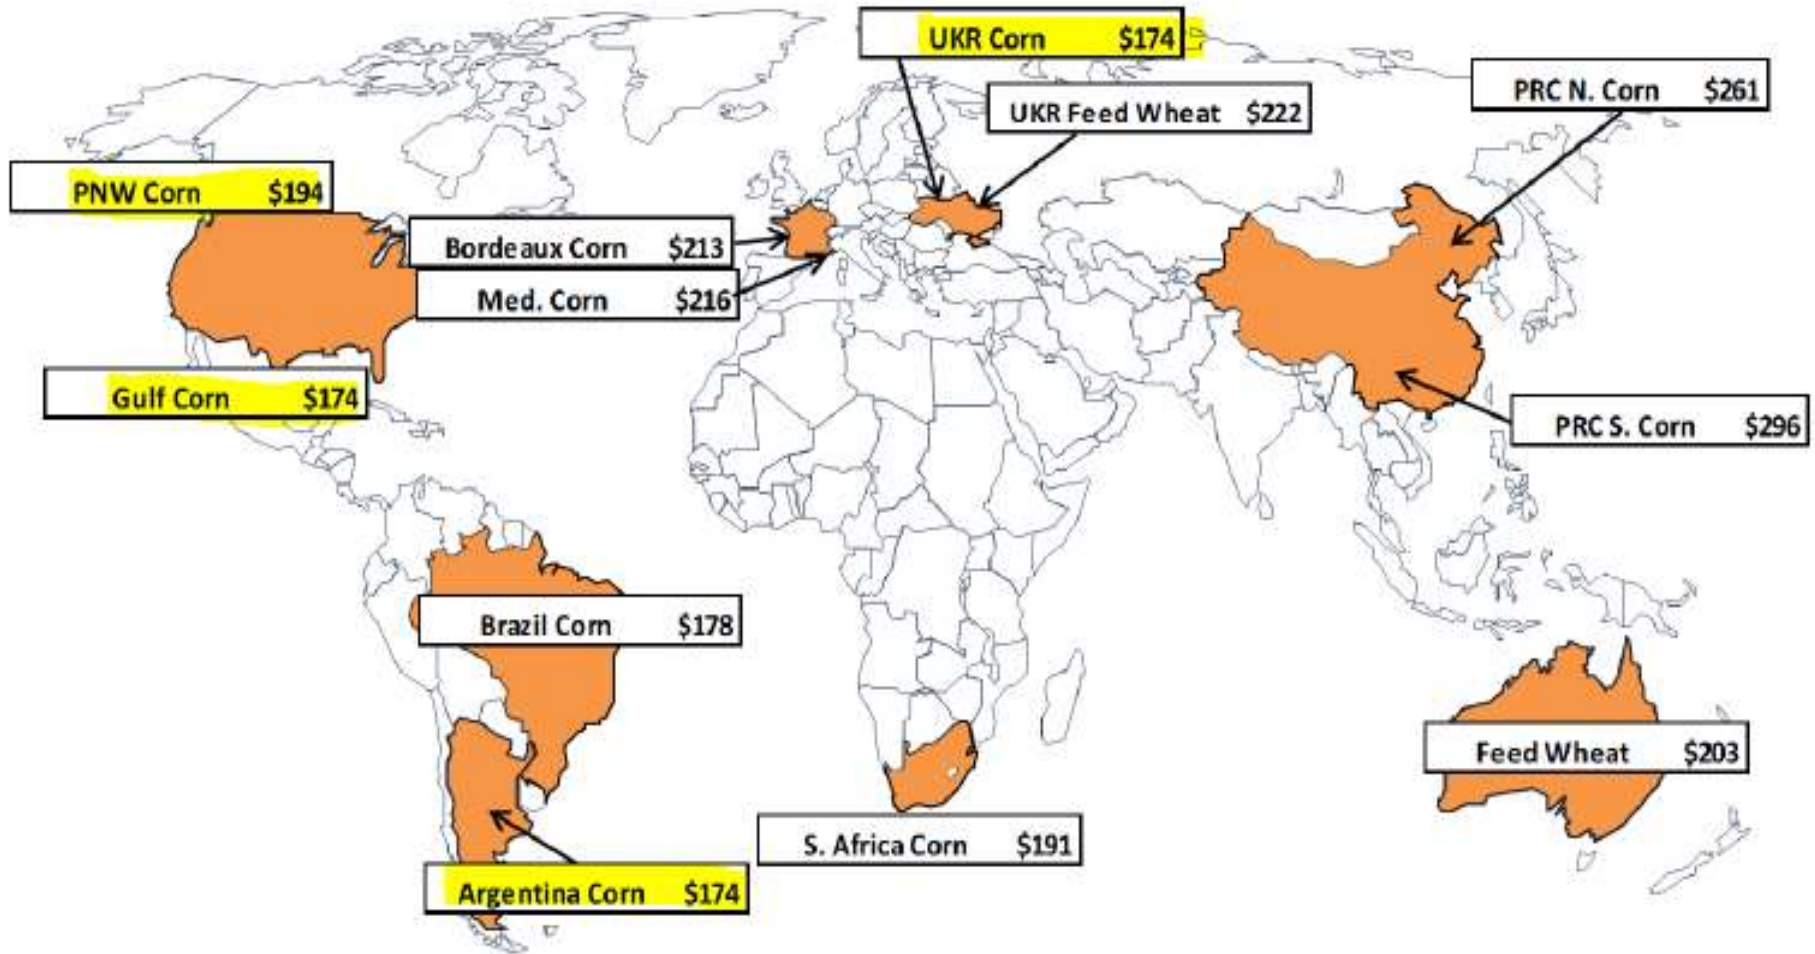 UKR Corn $174
UKR Feed Wheat $222
PRC N. Corn $261
PNW Corn $194
Bordeaux Corn $213
Med. Corn $216
Gulf Corn $174
PRC S. Corn $296
Brazil Corn $178
Feed Wheat $203
S. Africa Corn $191
Argentina Corn $174